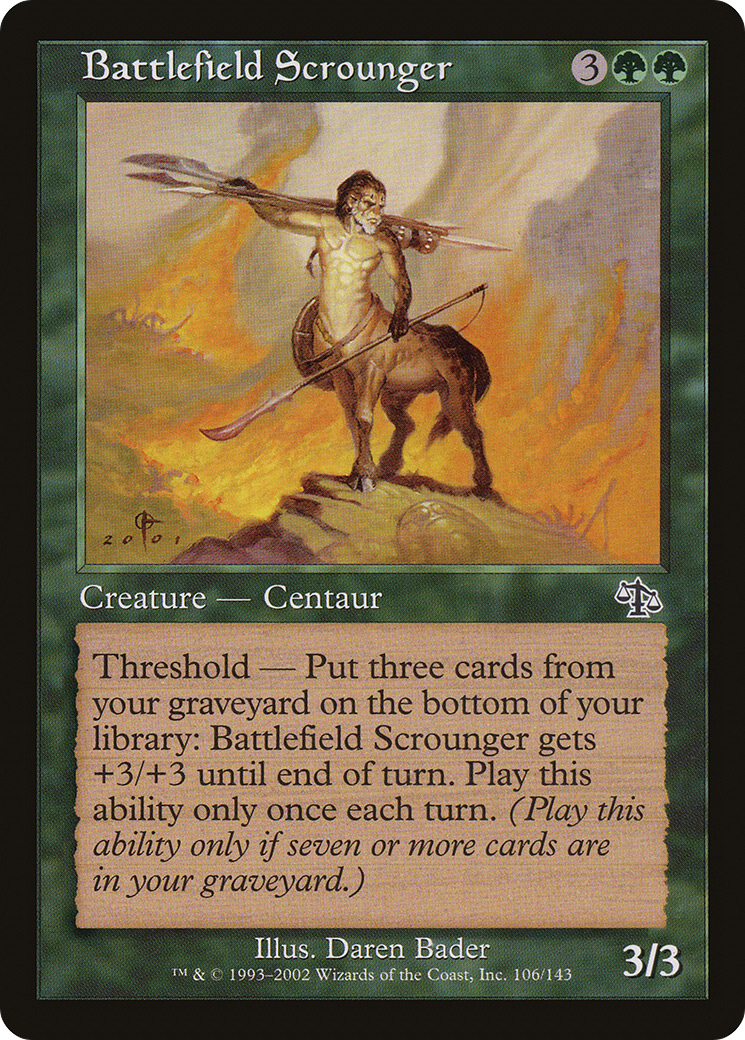 Battlefield Scrounger 3
2001
Creature — Centaur
Threshold — Put three cards from
your graveyard on the bottom of your
library: Battlefield Scrounger gets
+3/+3 until end of turn. Play this
ability only once each turn. (Play this
ability only if seven or more cards are
in your graveyard.)
Illus. Daren Bader
™ & © 1993–2002 Wizards of the Coast, Inc. 106/143
3/3